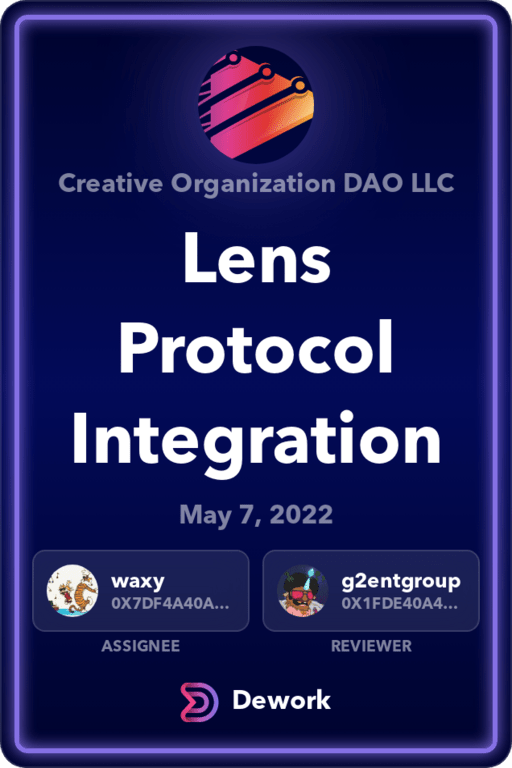 Creative Organization DAO LLC
Lens
Protocol
Integration
May 7, 2022
waxy
0X7DF4A40A...
ASSIGNEE
g2entgroup
0X1FDE40A4...
REVIEWER
Dework